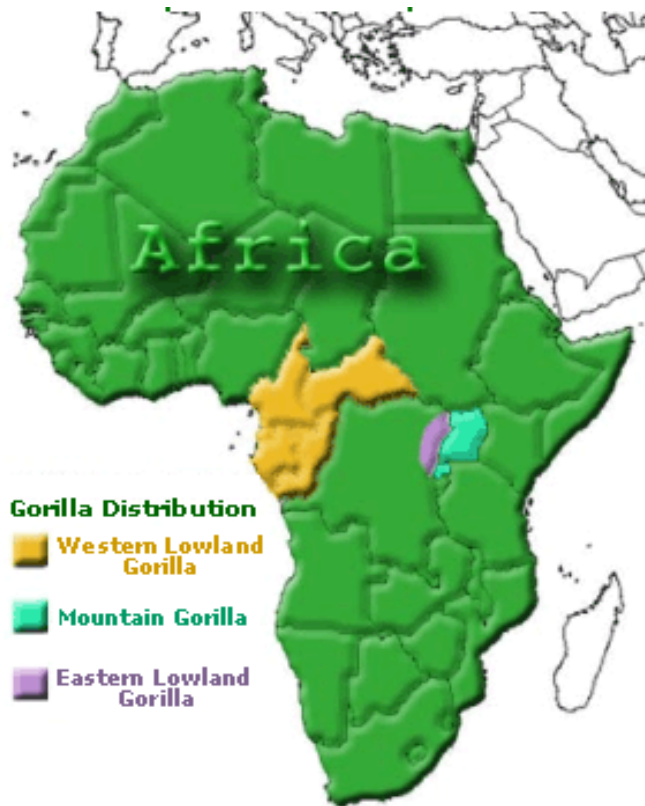 Africa
Gorilla Distribution
Western Lowland
Gorilla
Mountain Gorilla
Eastern Lowland
Gorilla